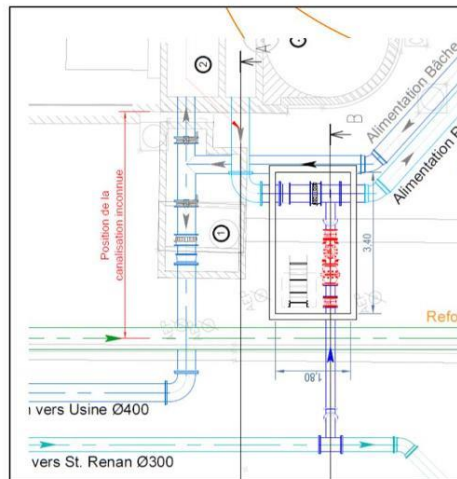 2
A
B
Alimentation Bâche
Alimentation
Position de la
canalisation inconnue
1
3.40
Refo
1.80
vers Usine Ø400
vers St. Renan Ø300